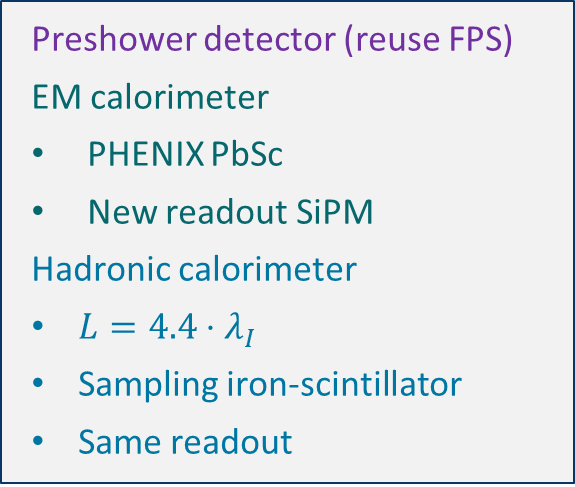 Preshower detector (reuse FPS)
EM calorimeter
• PHENIX PbSc
• New readout SiPM
Hadronic calorimeter
• L = 4.4 · λ_I
• Sampling iron-scintillator
• Same readout